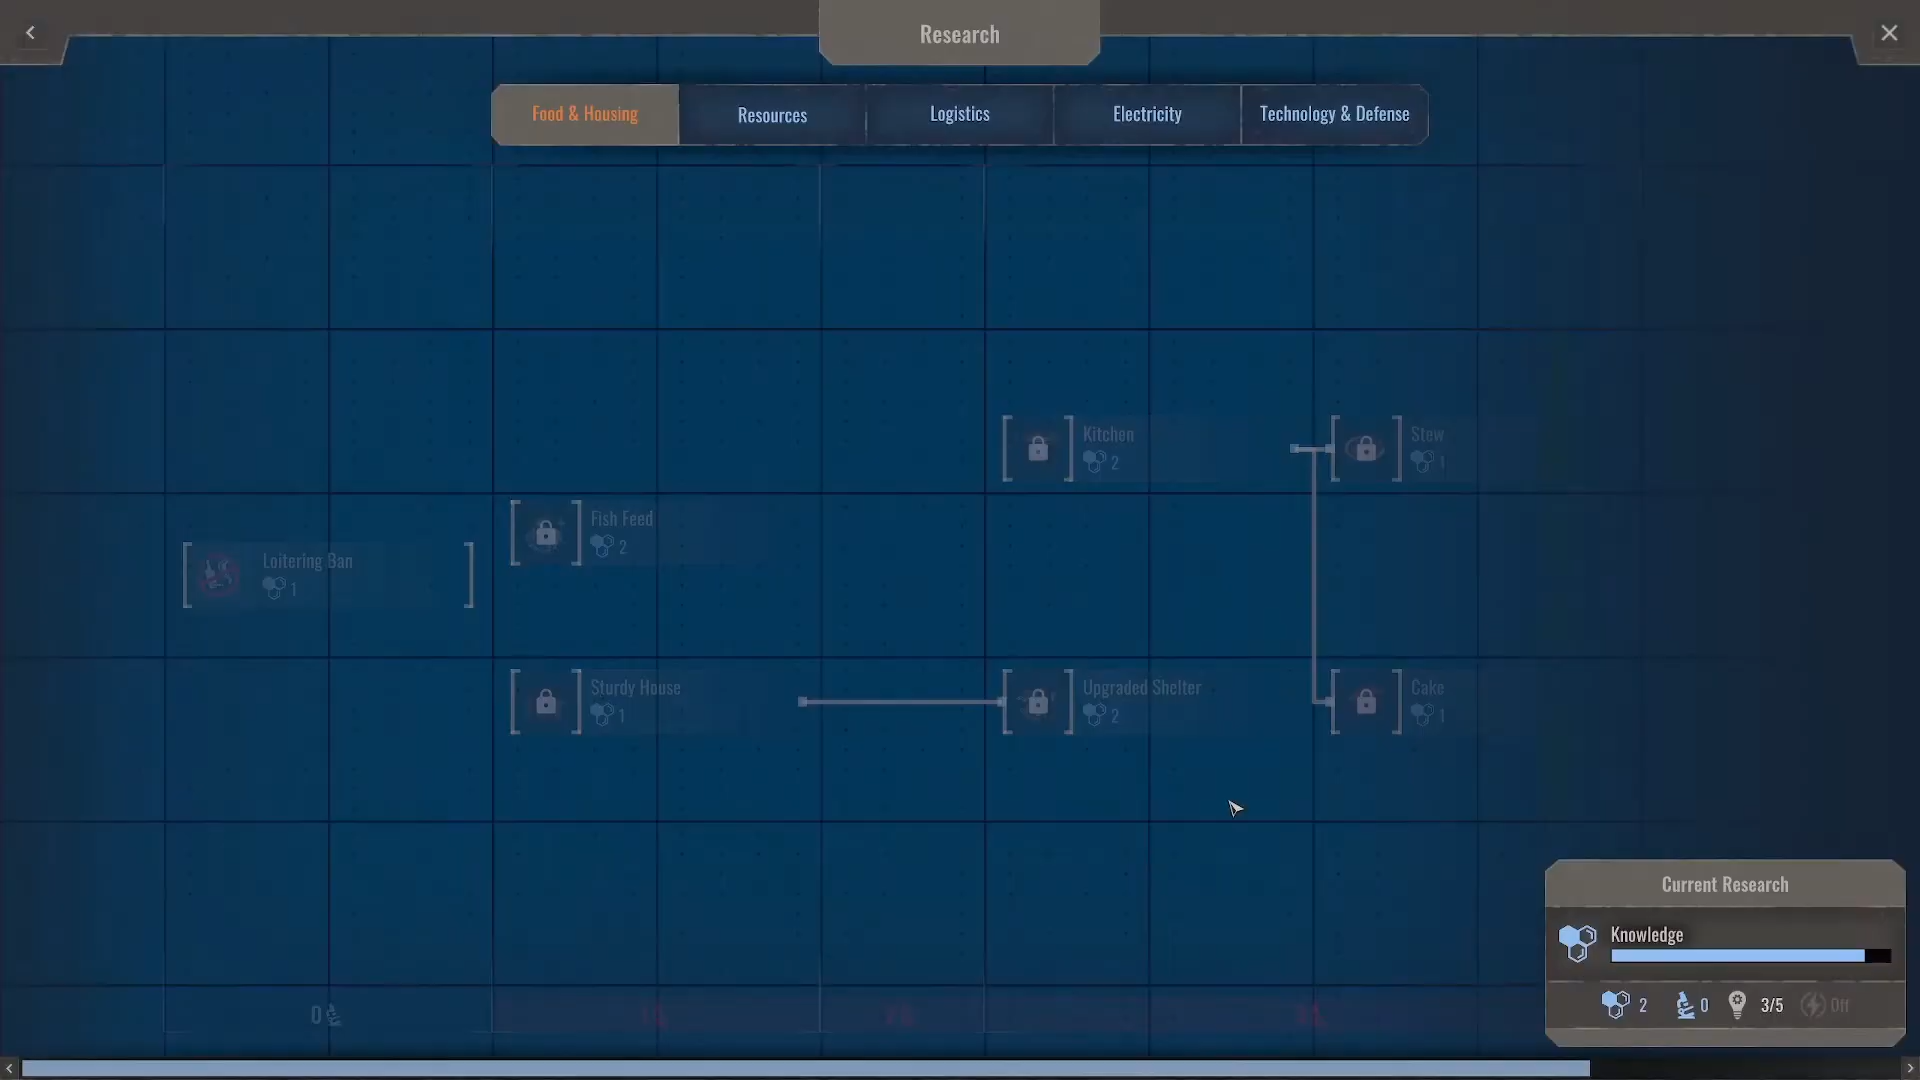 Research
Food & Housing
Resources
Logistics
Electricity
Technology & Defense
Kitchen
2
Stew
1
Fish Feed
2
Loitering Ban
1
Sturdy House
1
Upgraded Shelter
2
Cake
1
Current Research
Knowledge
2
0
3/5
Off
0